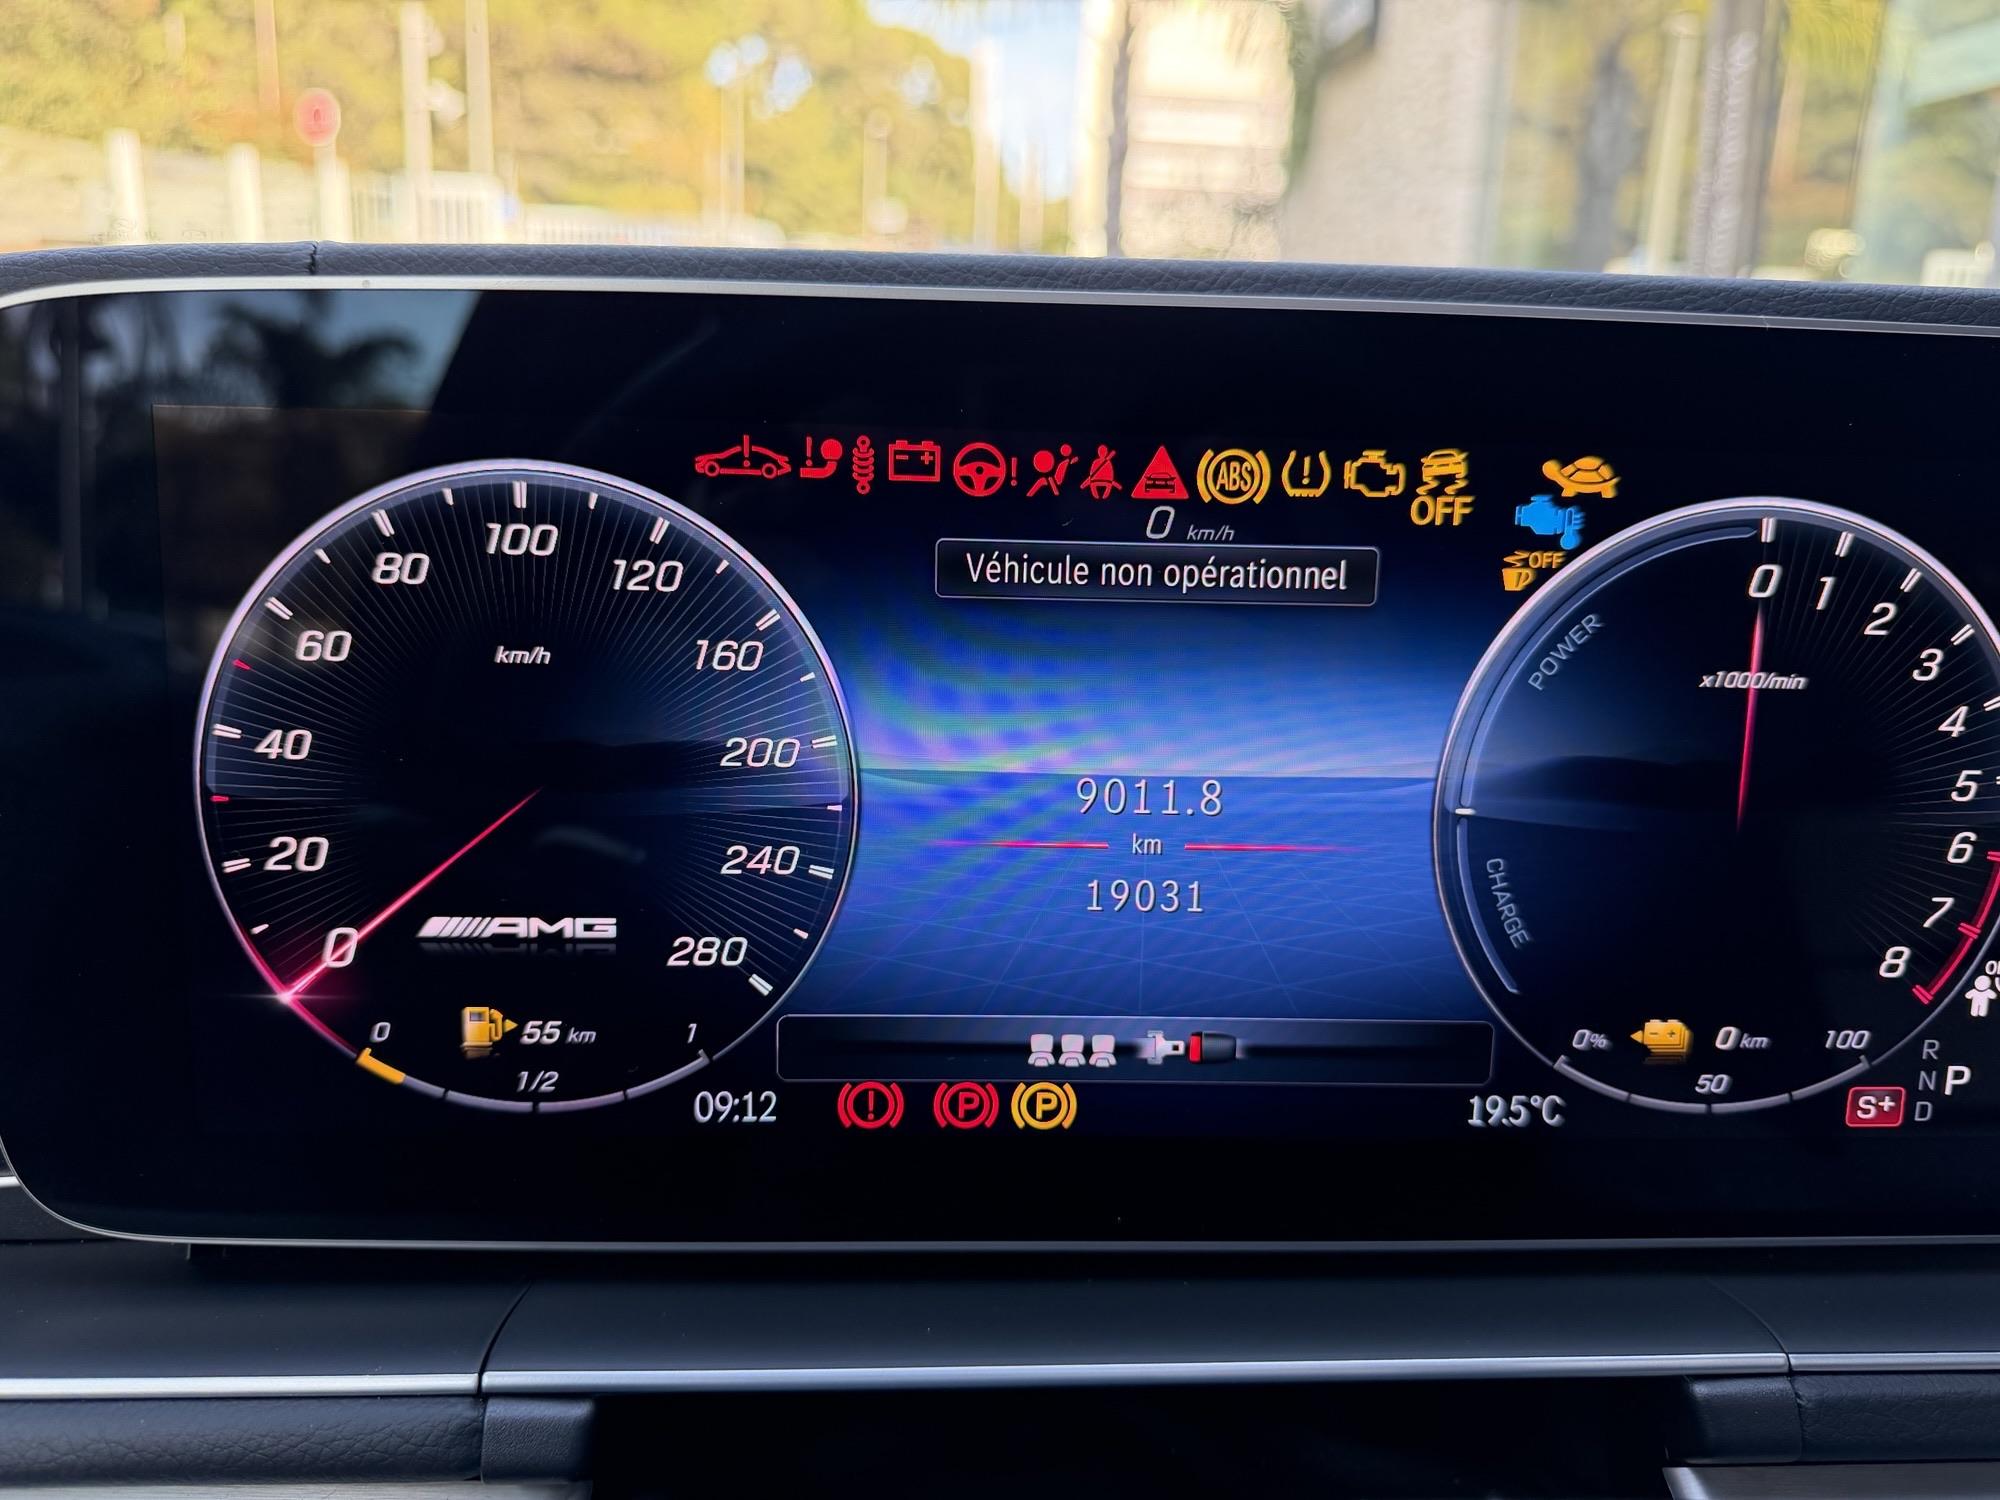 ABS
OFF
OFF
0 km/h
Véhicule non opérationnel
0
20
40
60
80
100
120
160
200
240
280
km/h
AMG
9011.8
km
19031
POWER
CHARGE
0
1
2
3
4
5
6
7
8
x1000/min
0
55 km
1
1/2
0%
0 km
100
50
09:12
P
P
19.5°C
S+
R
N
P
D